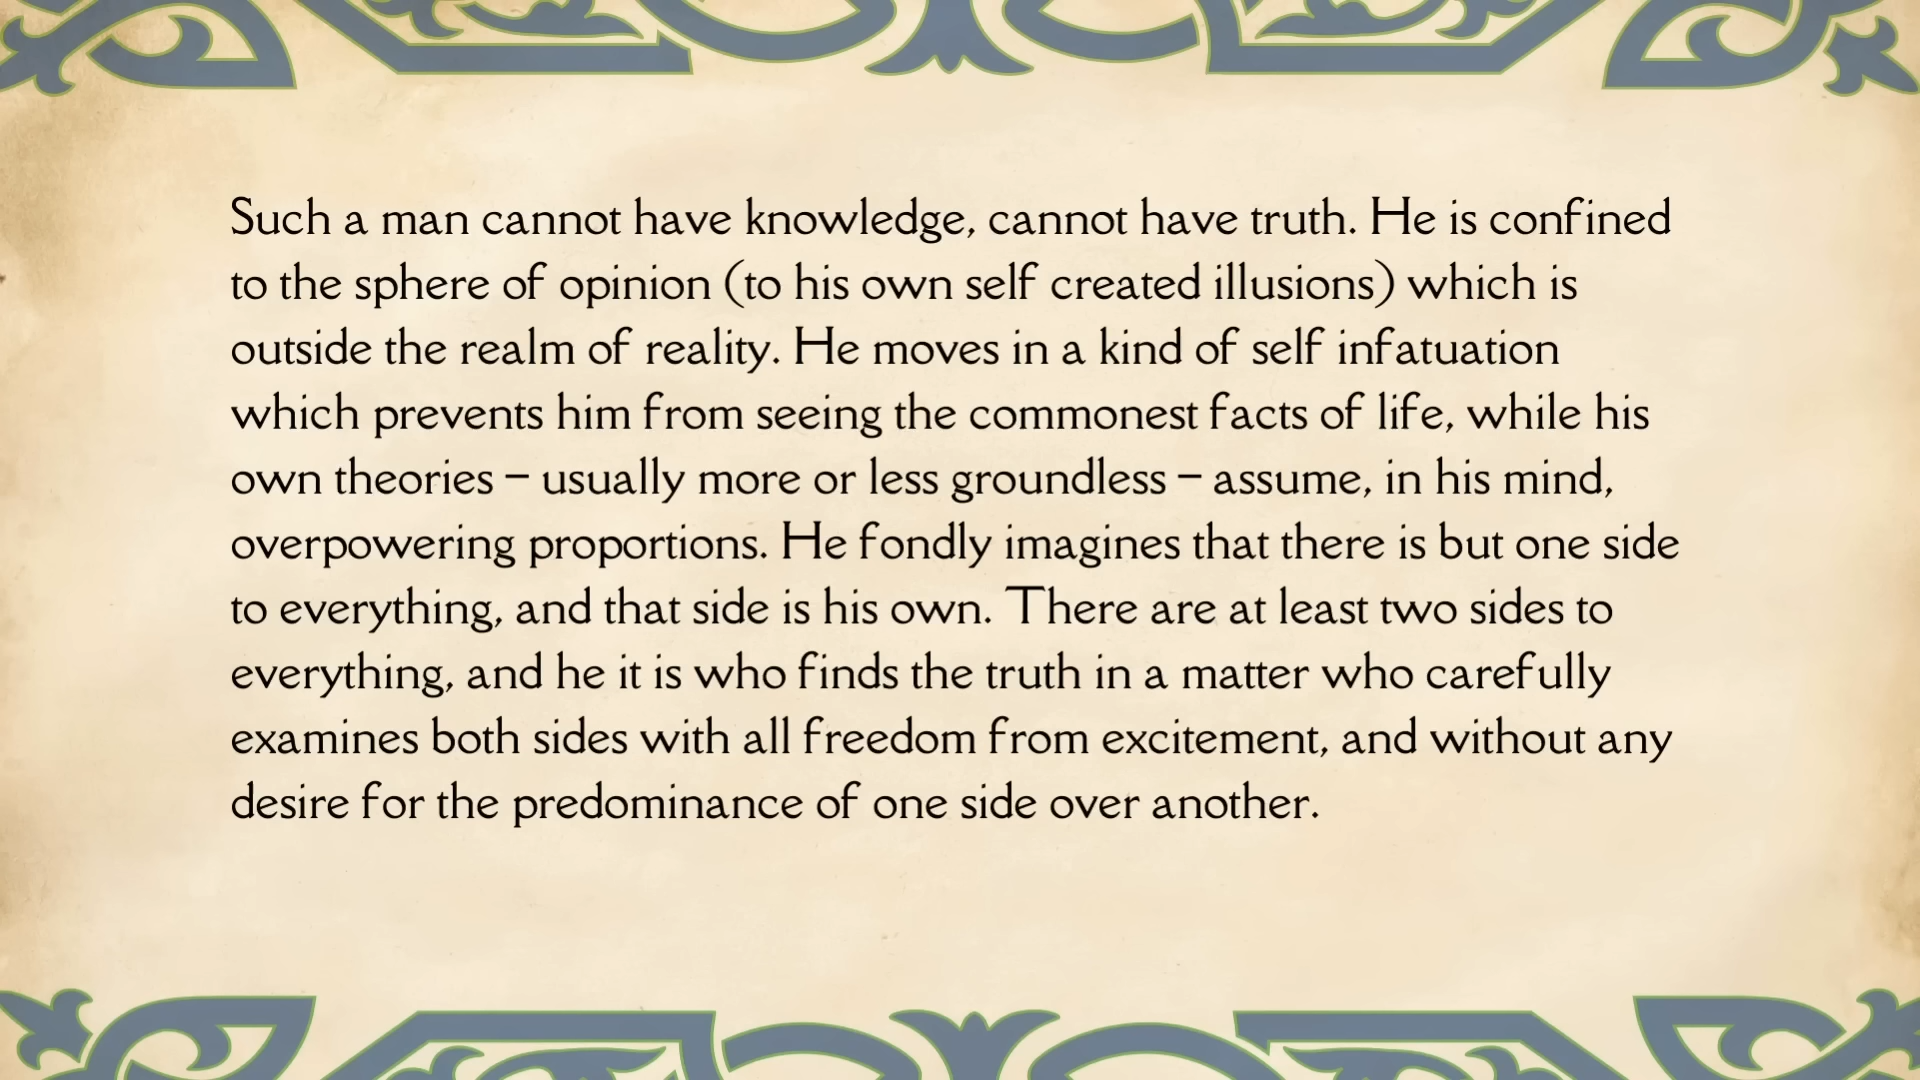 Such a man cannot have knowledge, cannot have truth. He is confined
to the sphere of opinion (to his own self created illusions) which is
outside the realm of reality. He moves in a kind of self infatuation
which prevents him from seeing the commonest facts of life, while his
own theories – usually more or less groundless – assume, in his mind,
overpowering proportions. He fondly imagines that there is but one side
to everything, and that side is his own. There are at least two sides to
everything, and he it is who finds the truth in a matter who carefully
examines both sides with all freedom from excitement, and without any
desire for the predominance of one side over another.